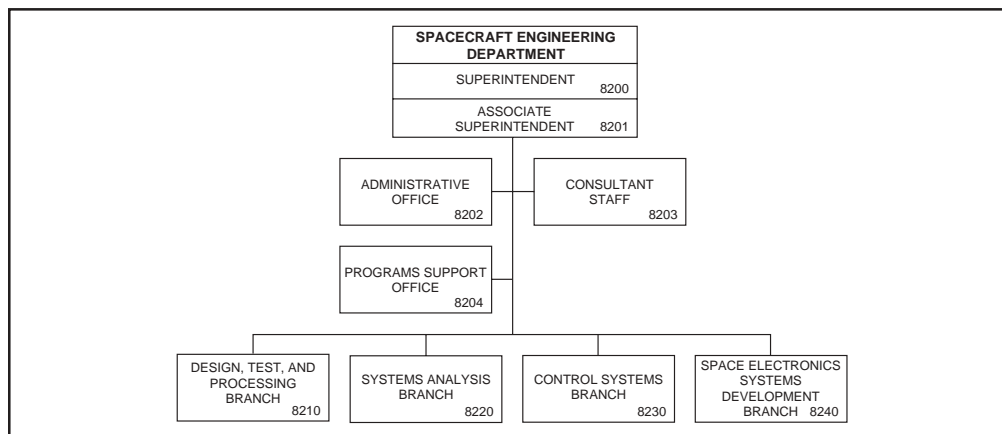 SPACECRAFT ENGINEERING
DEPARTMENT
SUPERINTENDENT
8200
ASSOCIATE
SUPERINTENDENT 8201
ADMINISTRATIVE
OFFICE
8202
CONSULTANT
STAFF
8203
PROGRAMS SUPPORT
OFFICE
8204
DESIGN, TEST, AND
PROCESSING
BRANCH
8210
SYSTEMS ANALYSIS
BRANCH
8220
CONTROL SYSTEMS
BRANCH
8230
SPACE ELECTRONICS
SYSTEMS
DEVELOPMENT
BRANCH 8240